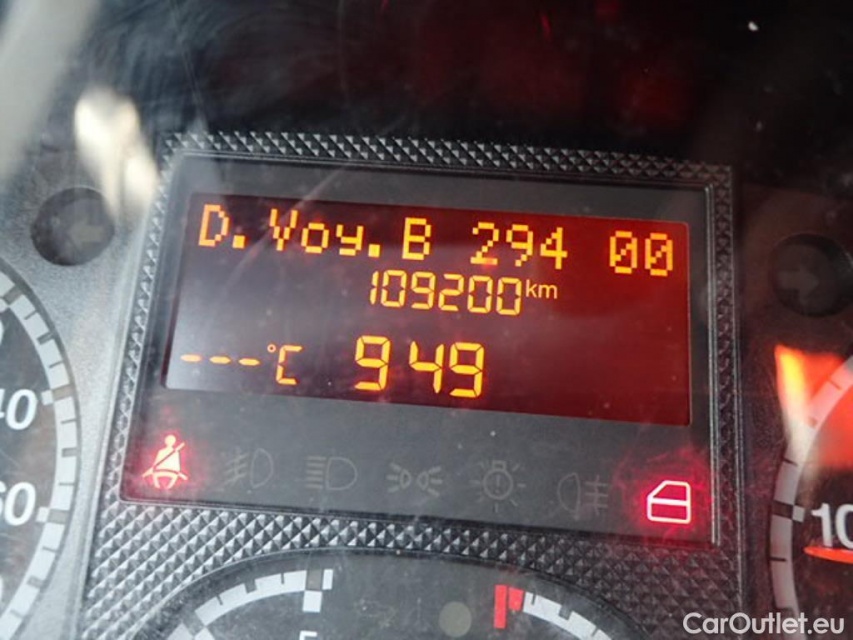 D.Voy.B 294 00
109200km
---°C 949
40
60
10
CarOutlet.eu